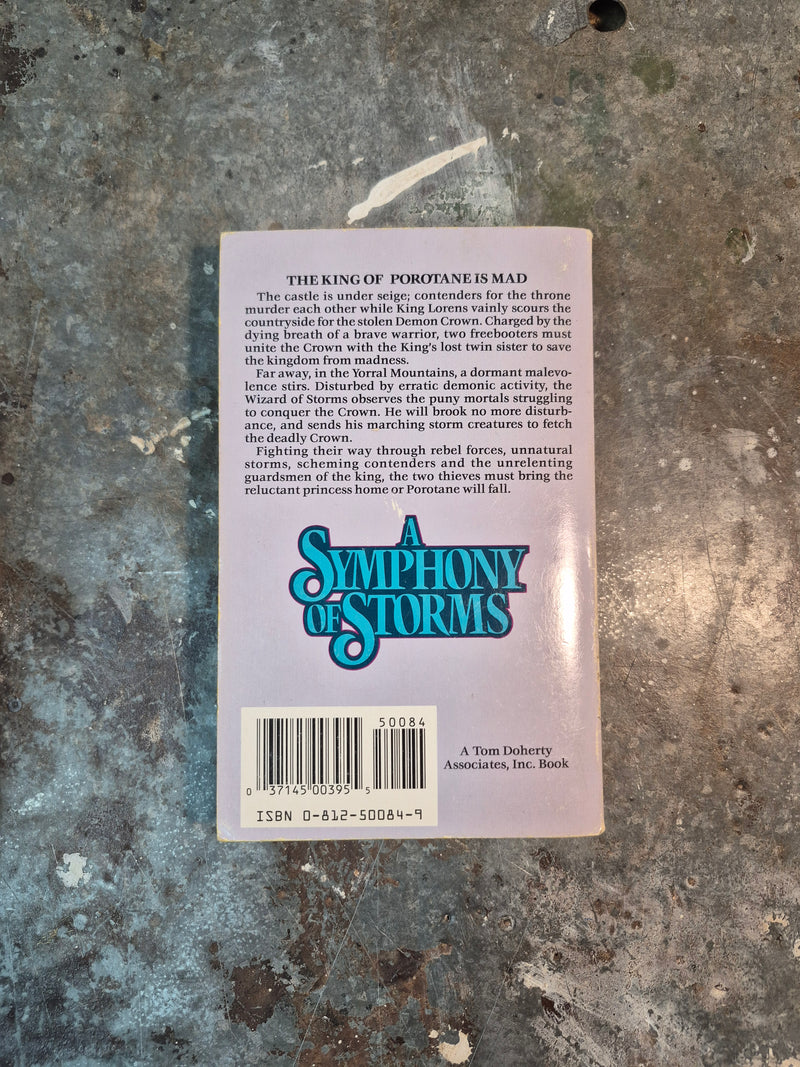 THE KING OF POROTANE IS MAD
The castle is under seige; contenders for the throne
murder each other while King Lorens vainly scours the
countryside for the stolen Demon Crown. Charged by the
dying breath of a brave warrior, two freebooters must
unite the Crown with the King's lost twin sister to save
the kingdom from madness.
Far away, in the Yorral Mountains, a dormant malevo-
lence stirs. Disturbed by erratic demonic activity, the
Wizard of Storms observes the puny mortals struggling
to conquer the Crown. He will brook no more disturb-
ance, and sends his marching storm creatures to fetch
the deadly Crown.
Fighting their way through rebel forces, unnatural
storms, scheming contenders and the unrelenting
guardsmen of the king, the two thieves must bring the
reluctant princess home or Porotane will fall.
A
SYMPHONY
OF STORMS
50084
0 37145 00395 5
ISBN 0-812-50084-9
A Tom Doherty
Associates, Inc. Book